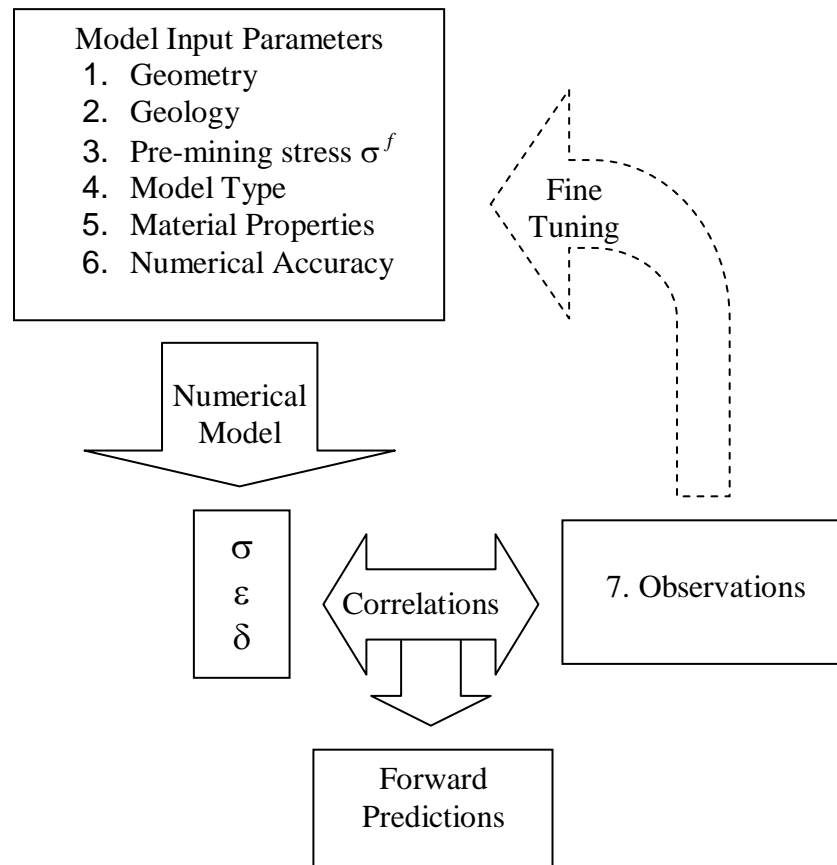 Model Input Parameters
1. Geometry
2. Geology
3. Pre-mining stress σ^f
4. Model Type
5. Material Properties
6. Numerical Accuracy
Fine
Tuning
Numerical
Model
σ
ε
δ
Correlations
7. Observations
Forward
Predictions